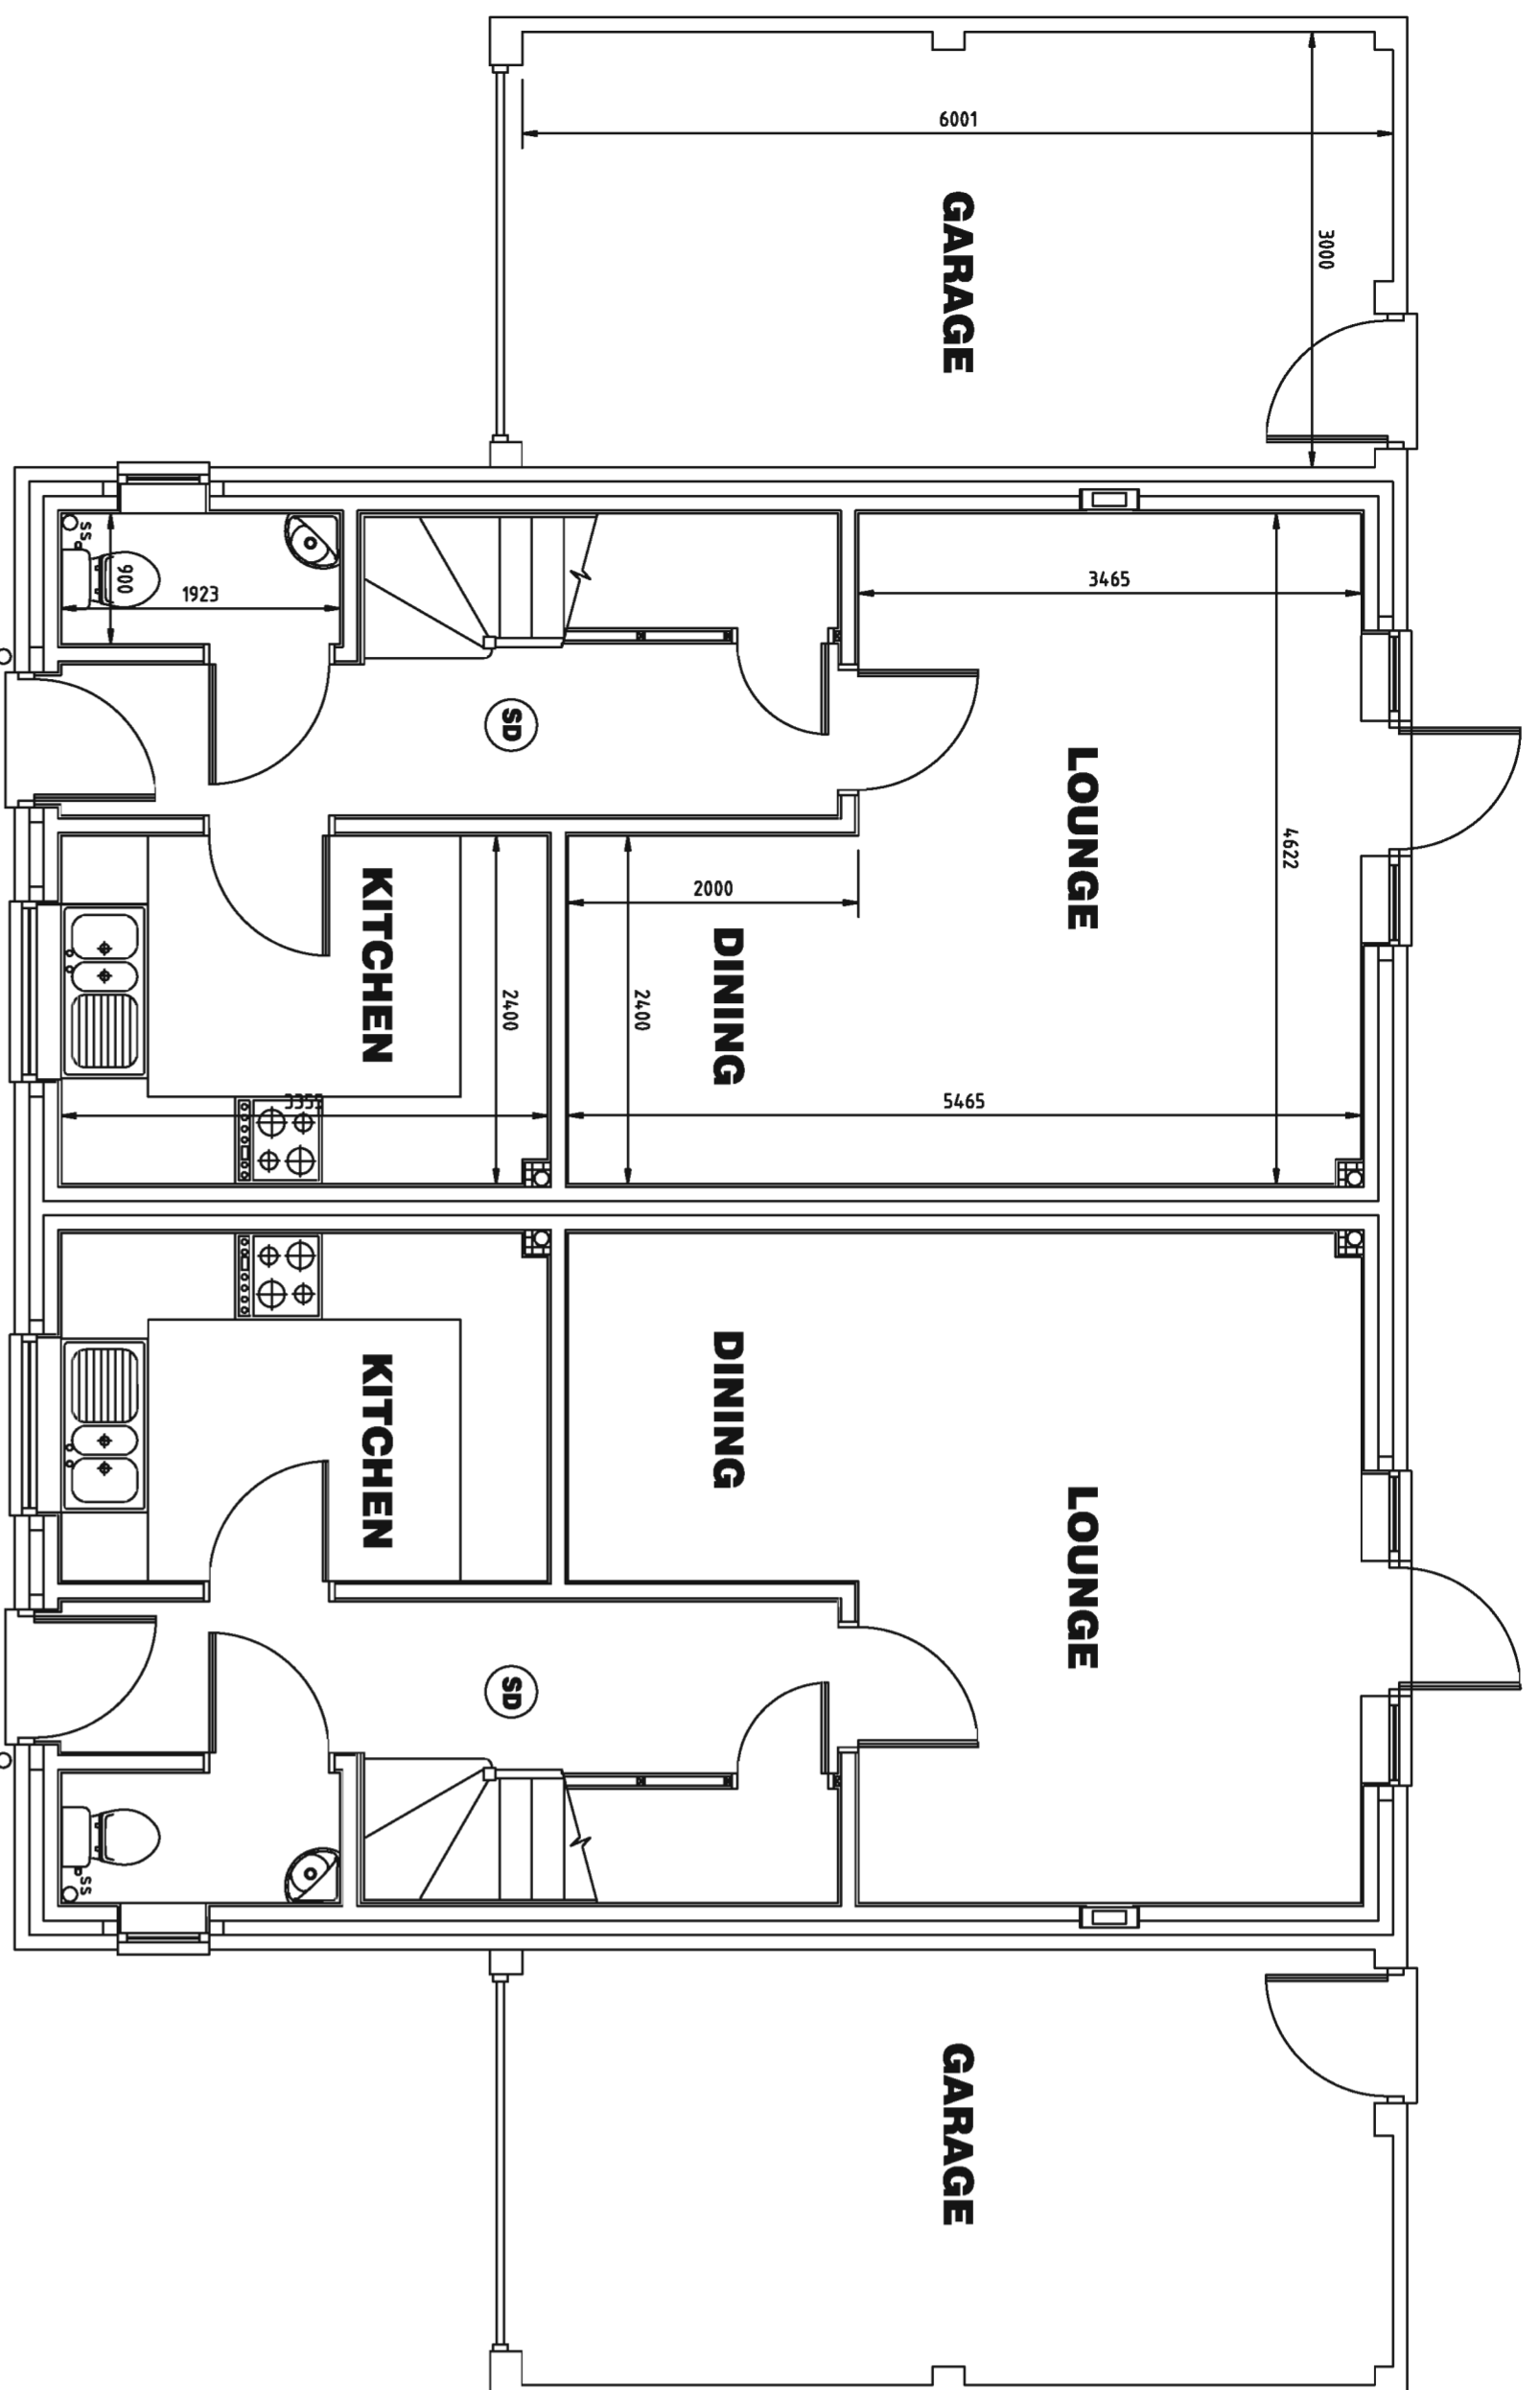 6001
GARAGE
3000
SS
900
1923
3465
SD
LOUNGE
4622
2000
KITCHEN
DINING
2400
2400
5465
DINING
KITCHEN
LOUNGE
SD
SS
GARAGE